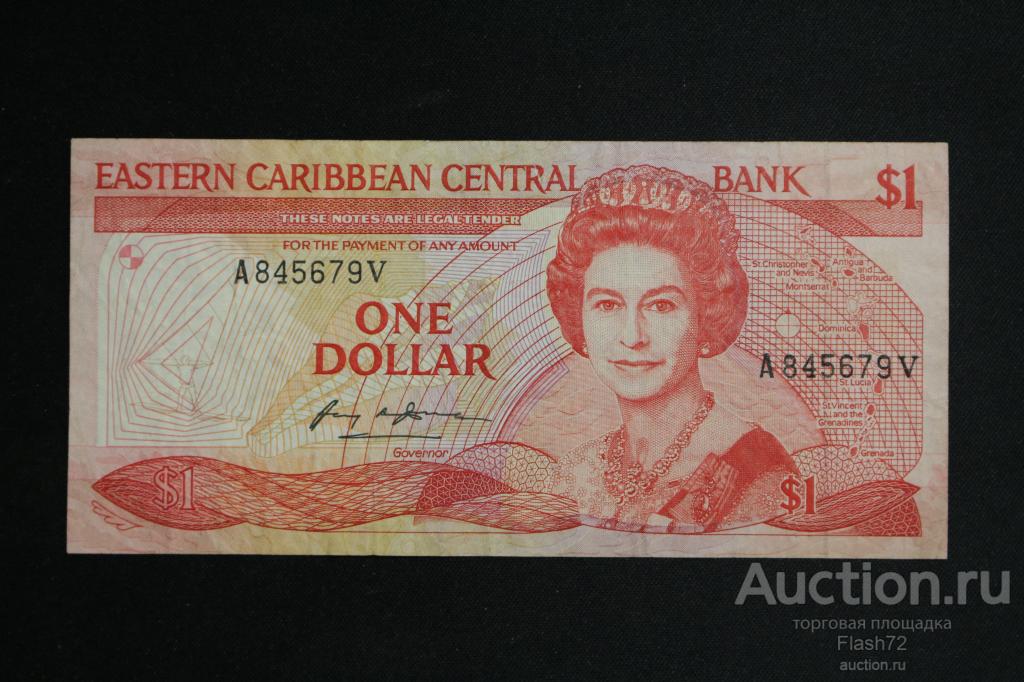 EASTERN CARIBBEAN CENTRAL BANK $1
THESE NOTES ARE LEGAL TENDER
FOR THE PAYMENT OF ANY AMOUNT
A845679V
ONE
DOLLAR
Governor
$1
St.Christopher
and Nevis
Antigua
and
Barbuda
Montserrat
Dominica
A845679V
St.Lucia
St.Vincent
and the
Grenadines
Grenada
$1
Auction.ru
торговая площадка
Flash72
auction.ru